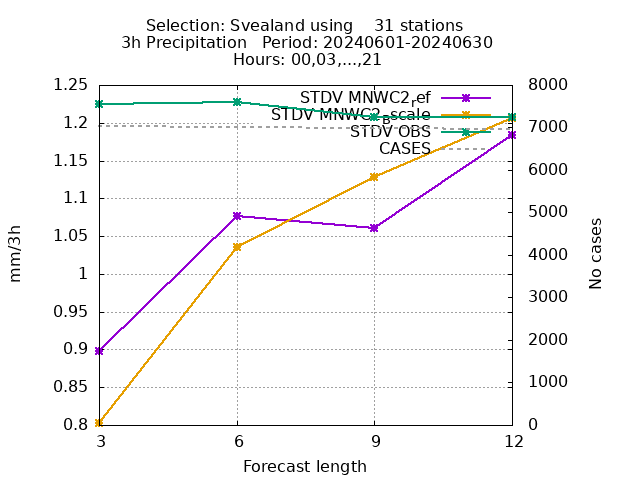 Selection: Svealand using 31 stations
3h Precipitation Period: 20240601-20240630
Hours: 00,03,...,21
1.25
1.2
1.15
1.1
1.05
1
0.95
0.9
0.85
0.8
mm/3h
STDV MNWC2_ref
STDV MNWC2_Bscale
STDV OBS
CASES
8000
7000
6000
5000
4000
3000
2000
1000
0
No cases
3 6 9 12
Forecast length